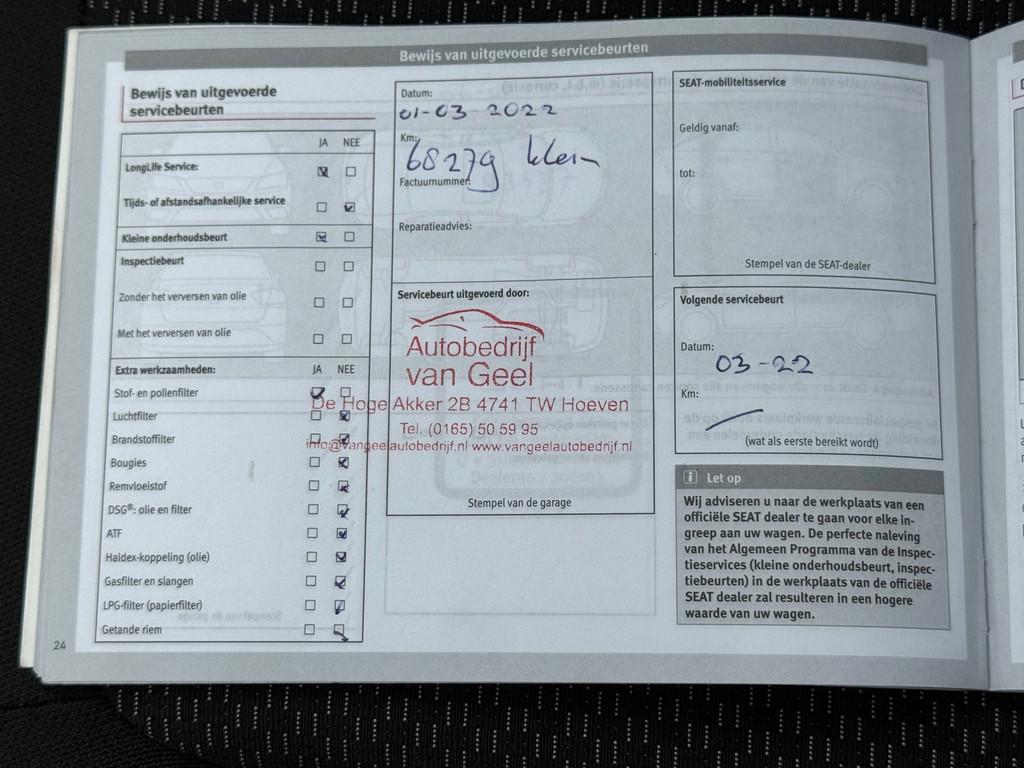 Bewijs van uitgevoerde servicebeurten
Bewijs van uitgevoerde
servicebeurten
JA NEE
LongLife Service:
Tijds- of afstandsafhankelijke service
Kleine onderhoudsbeurt
Inspectiebeurt
Zonder het verversen van olie
Met het verversen van olie
Extra werkzaamheden: JA NEE
Stof- en pollenfilter
Luchtfilter
Brandstoffilter
Bougies
Remvloeistof
DSG®: olie en filter
ATF
Haldex-koppeling (olie)
Gasfilter en slangen
LPG-filter (papierfilter)
Getande riem
24
Datum:
01-03-2022
Km:
68279 klein
Factuurnummer:
Reparatieadvies:
Servicebeurt uitgevoerd door:
Autobedrijf
van Geel
De Hoge Akker 2B 4741 TW Hoeven
Tel. (0165) 50 59 95
info@vangeelautobedrijf.nl www.vangeelautobedrijf.nl
Stempel van de garage
SEAT-mobiliteitsservice
Geldig vanaf:
tot:
Stempel van de SEAT-dealer
Volgende servicebeurt
Datum:
03-22
Km:
(wat als eerste bereikt wordt)
i Let op
Wij adviseren u naar de werkplaats van een
officiële SEAT dealer te gaan voor elke in-
greep aan uw wagen. De perfecte naleving
van het Algemeen Programma van de Inspec-
tieservices (kleine onderhoudsbeurt, inspec-
tiebeurten) in de werkplaats van de officiële
SEAT dealer zal resulteren in een hogere
waarde van uw wagen.